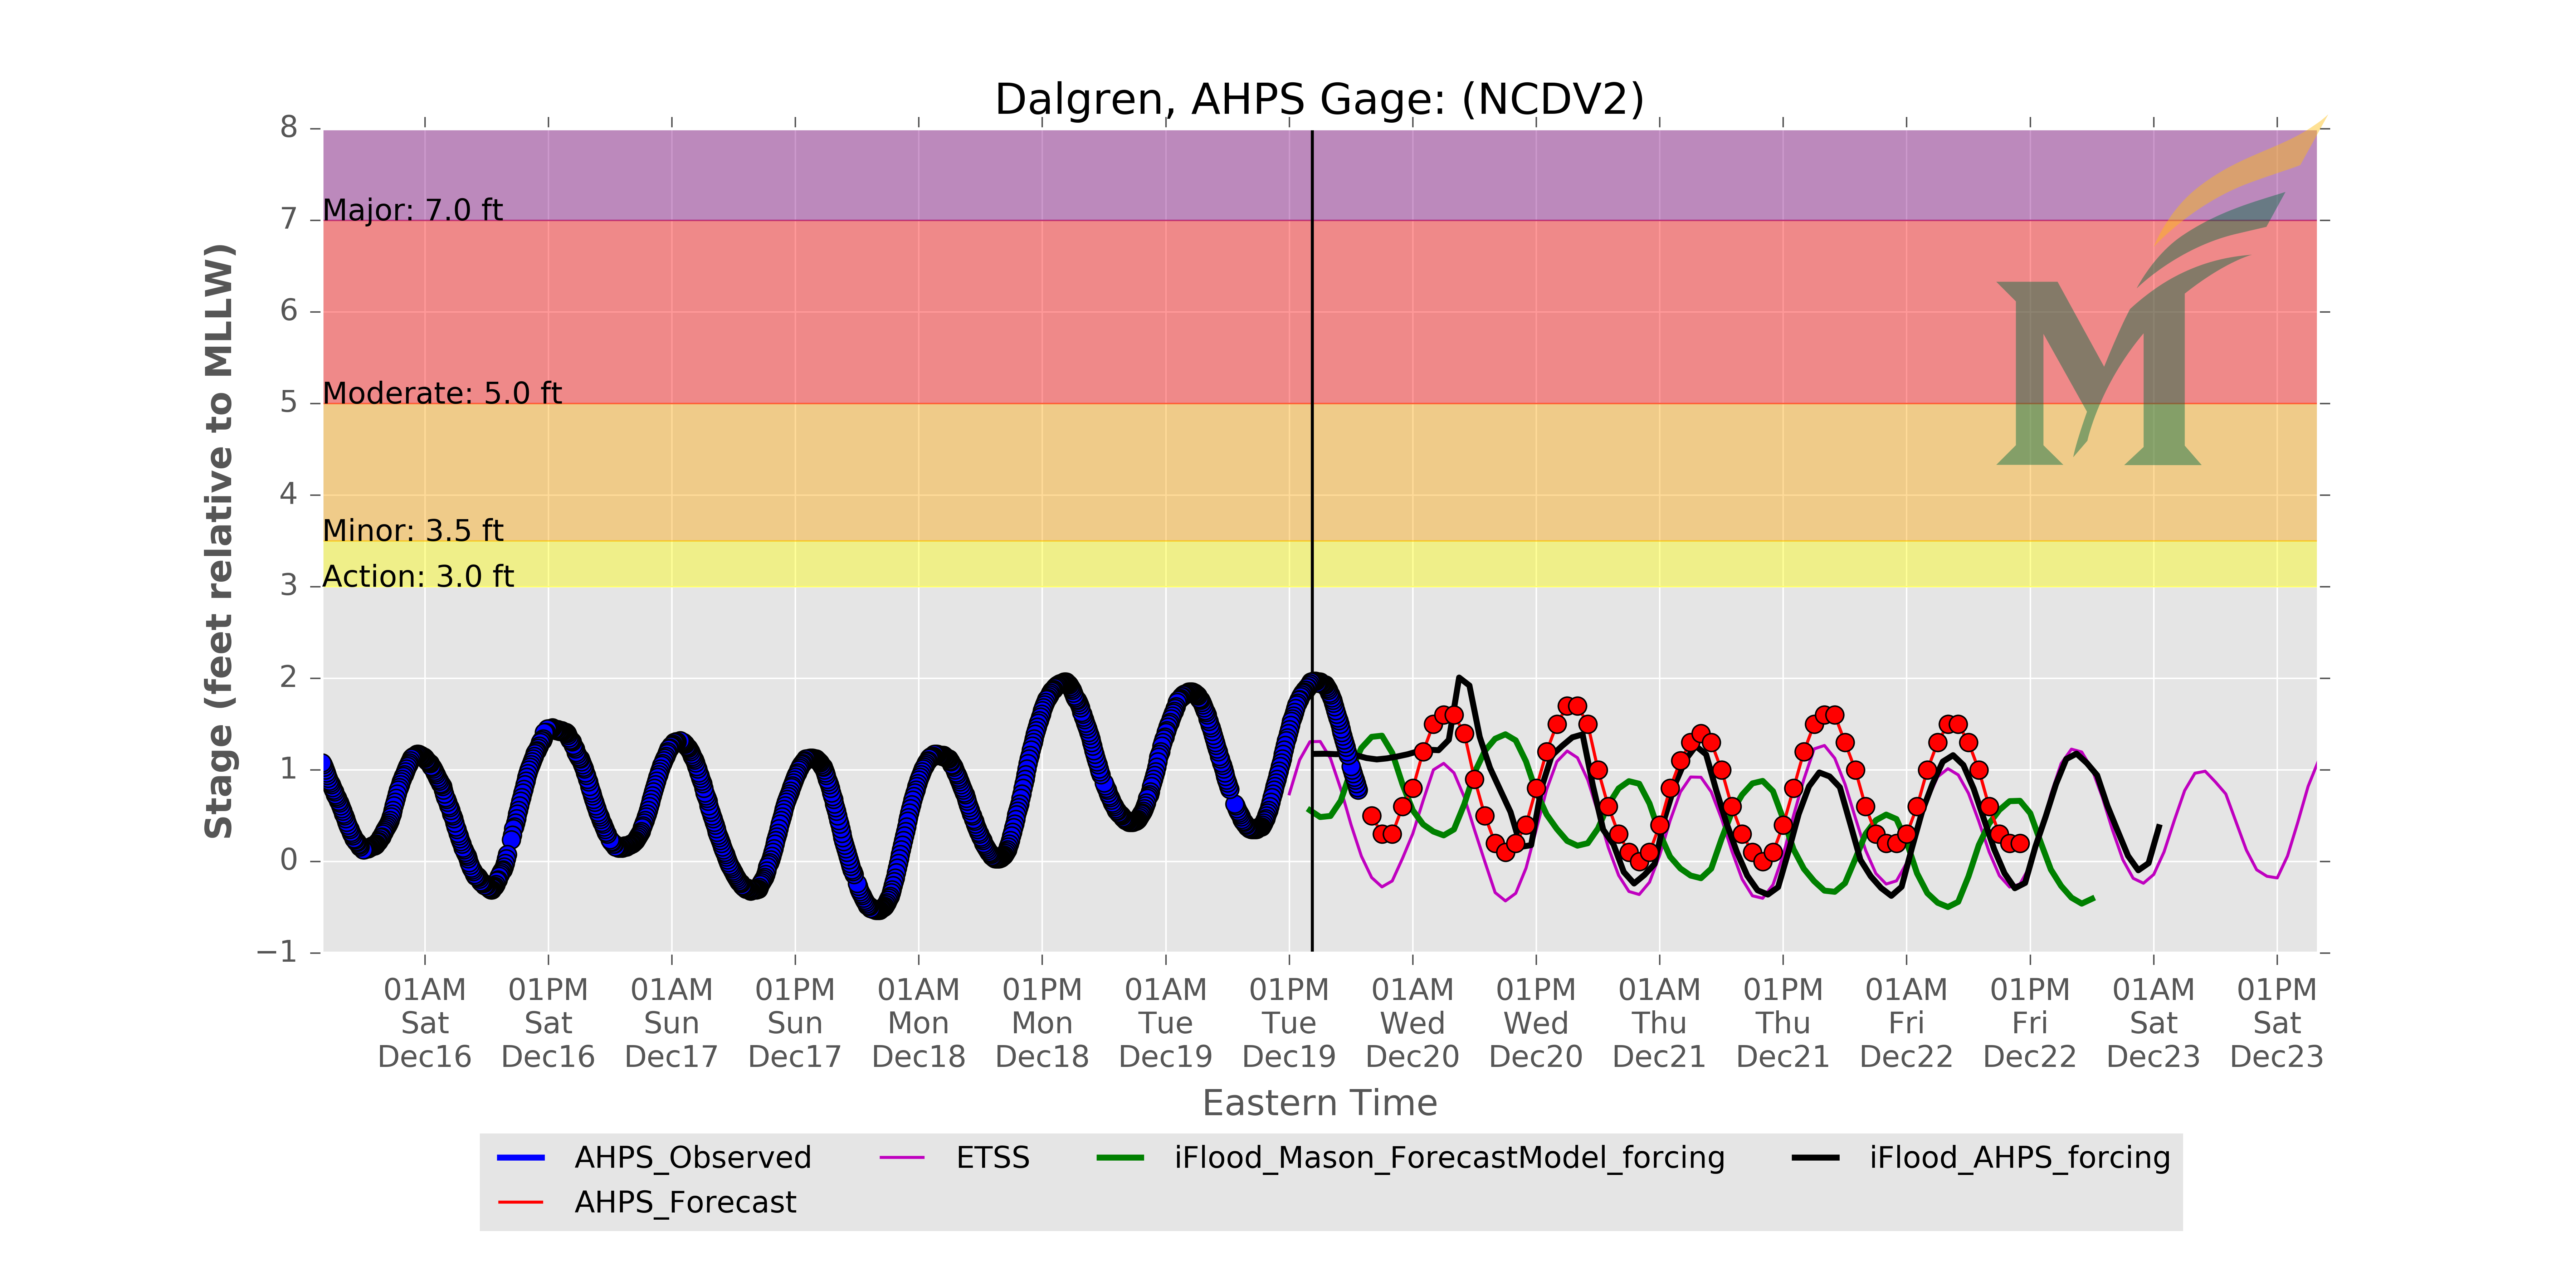 Dalgren, AHPS Gage: (NCDV2)
8
Major: 7.0 ft
7
6
Moderate: 5.0 ft
5
4
Minor: 3.5 ft
Action: 3.0 ft
3
2
1
0
−1
Stage (feet relative to MLLW)
01AM 01PM 01AM 01PM 01AM 01PM 01AM 01PM 01AM 01PM 01AM 01PM 01AM 01PM 01AM 01PM
Sat Sat Sun Sun Mon Mon Tue Tue Wed Wed Thu Thu Fri Fri Sat Sat
Dec16 Dec16 Dec17 Dec17 Dec18 Dec18 Dec19 Dec19 Dec20 Dec20 Dec21 Dec21 Dec22 Dec22 Dec23 Dec23
Eastern Time
AHPS_Observed ETSS iFlood_Mason_ForecastModel_forcing iFlood_AHPS_forcing
AHPS_Forecast
M